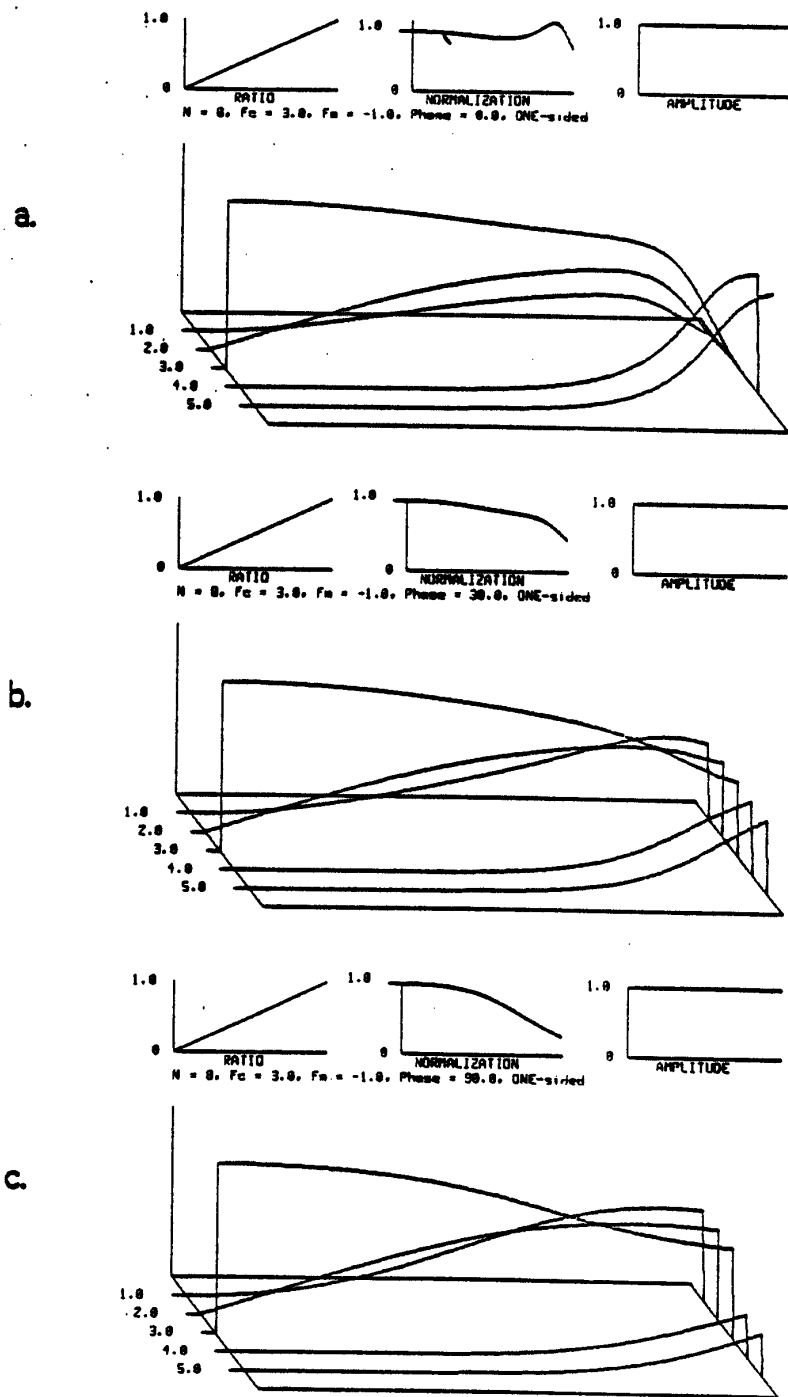 1.0 1.0 1.0
0 0 0
RATIO NORMALIZATION AMPLITUDE
N = 8, Fc = 3.0, Fm = -1.0, Phase = 0.0, ONE-sided
a.
1.0
2.0
3.0
4.0
5.0
1.0 1.0 1.0
0 0 0
RATIO NORMALIZATION AMPLITUDE
N = 8, Fc = 3.0, Fm = -1.0, Phase = 30.0, ONE-sided
b.
1.0
2.0
3.0
4.0
5.0
1.0 1.0 1.0
0 0 0
RATIO NORMALIZATION AMPLITUDE
N = 8, Fc = 3.0, Fm = -1.0, Phase = 90.0, ONE-sided
c.
1.0
2.0
3.0
4.0
5.0